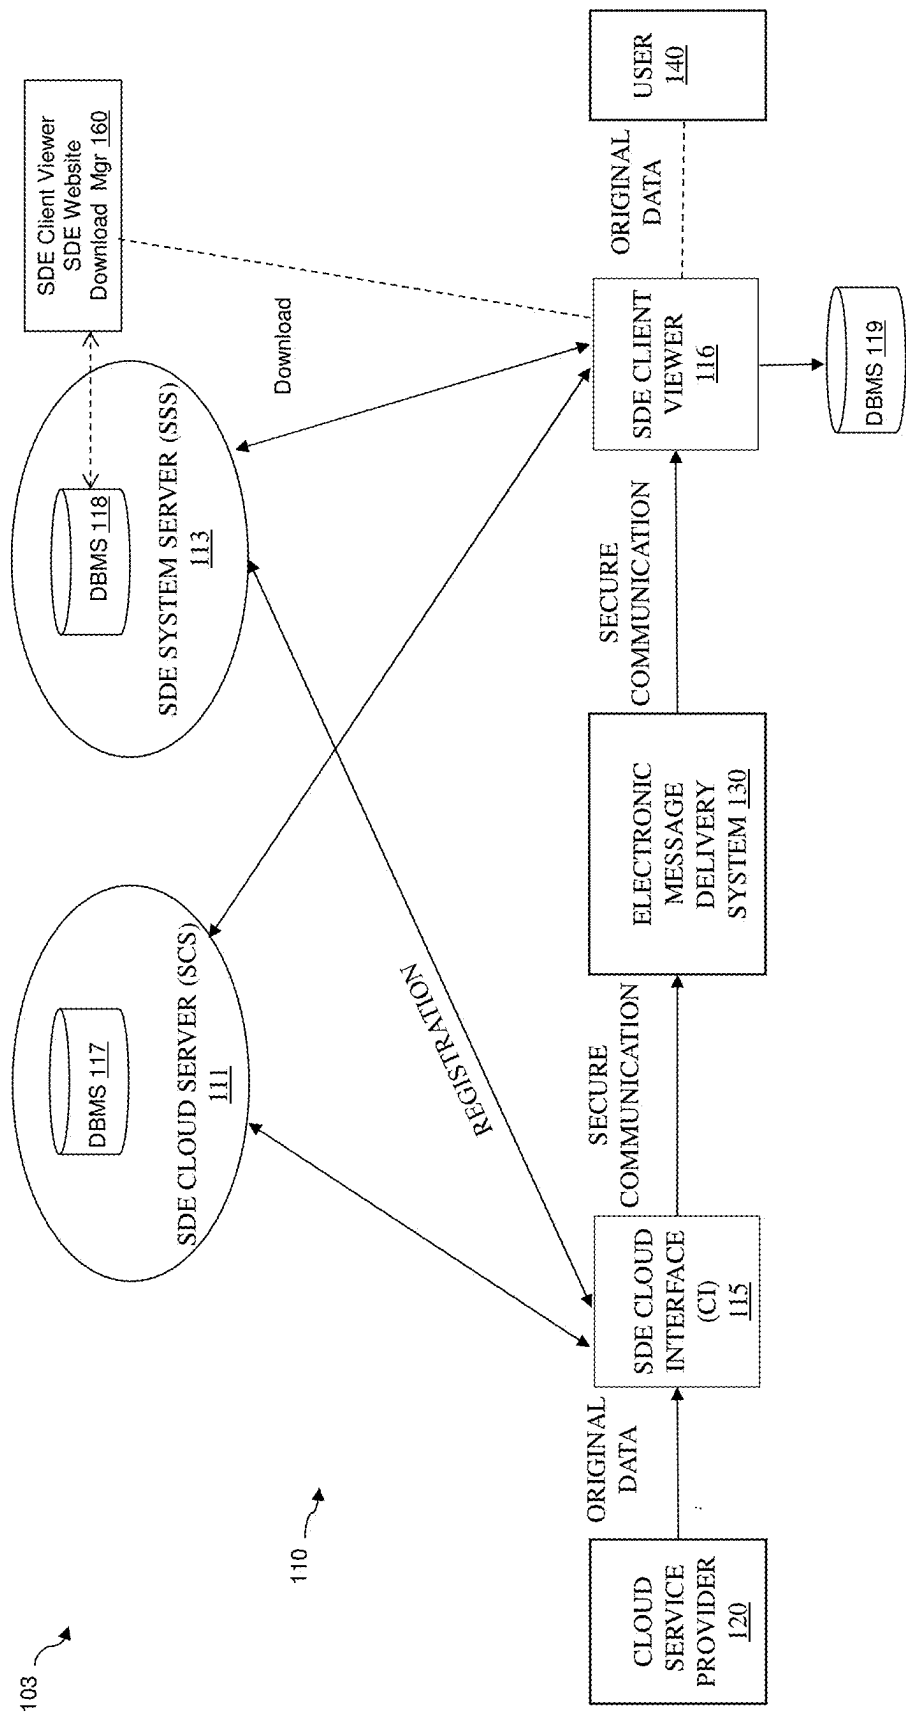 103
110
DBMS 117
SDE CLOUD SERVER (SCS)
111
DBMS 118
SDE SYSTEM SERVER (SSS)
113
SDE Client Viewer
SDE Website
Download Mgr 160
Download
REGISTRATION
CLOUD
SERVICE
PROVIDER
120
ORIGINAL
DATA
SDE CLOUD
INTERFACE
(CI)
115
SECURE
COMMUNICATION
ELECTRONIC
MESSAGE
DELIVERY
SYSTEM 130
SECURE
COMMUNICATION
SDE CLIENT
VIEWER
116
DBMS 119
ORIGINAL
DATA
USER
140